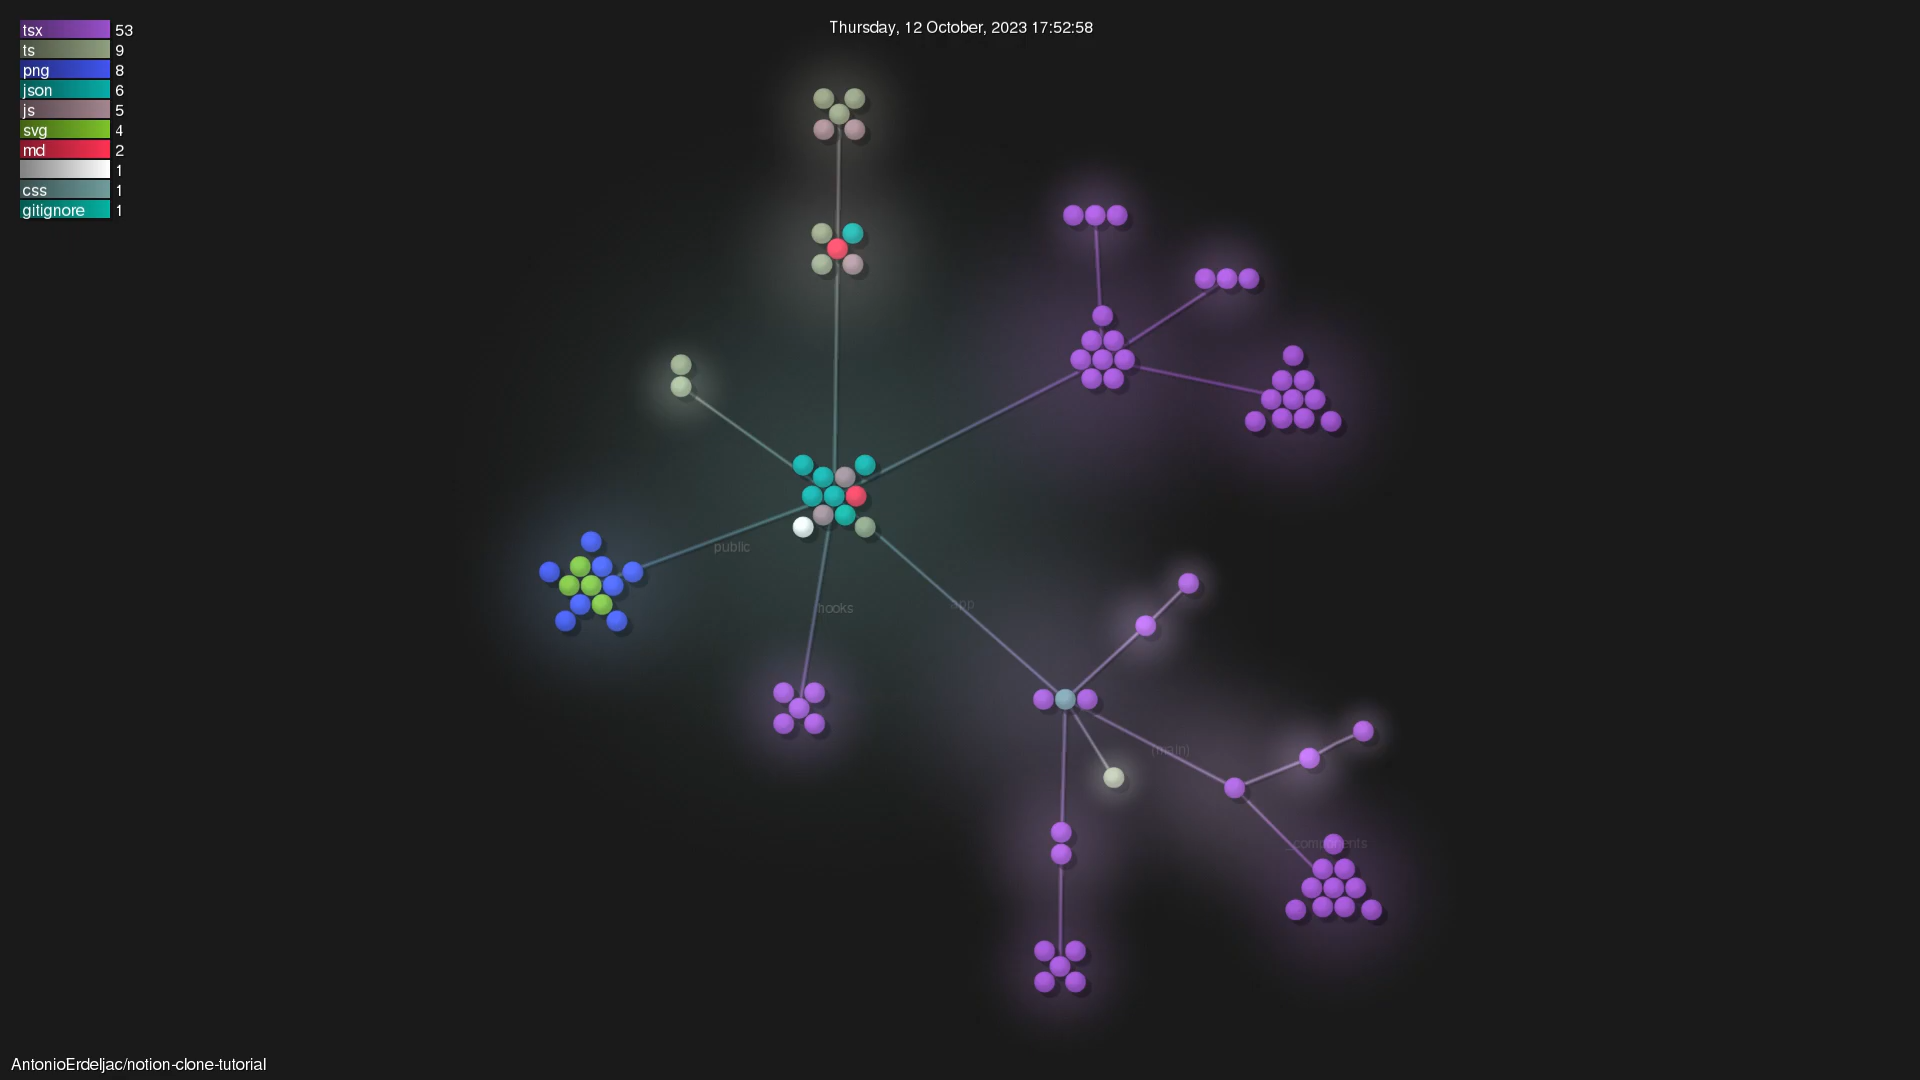 Thursday, 12 October, 2023 17:52:58
tsx 53
ts 9
png 8
json 6
js 5
svg 4
md 2
1
css 1
gitignore 1
public
hooks
app
(main)
_components
AntonioErdeljac/notion-clone-tutorial